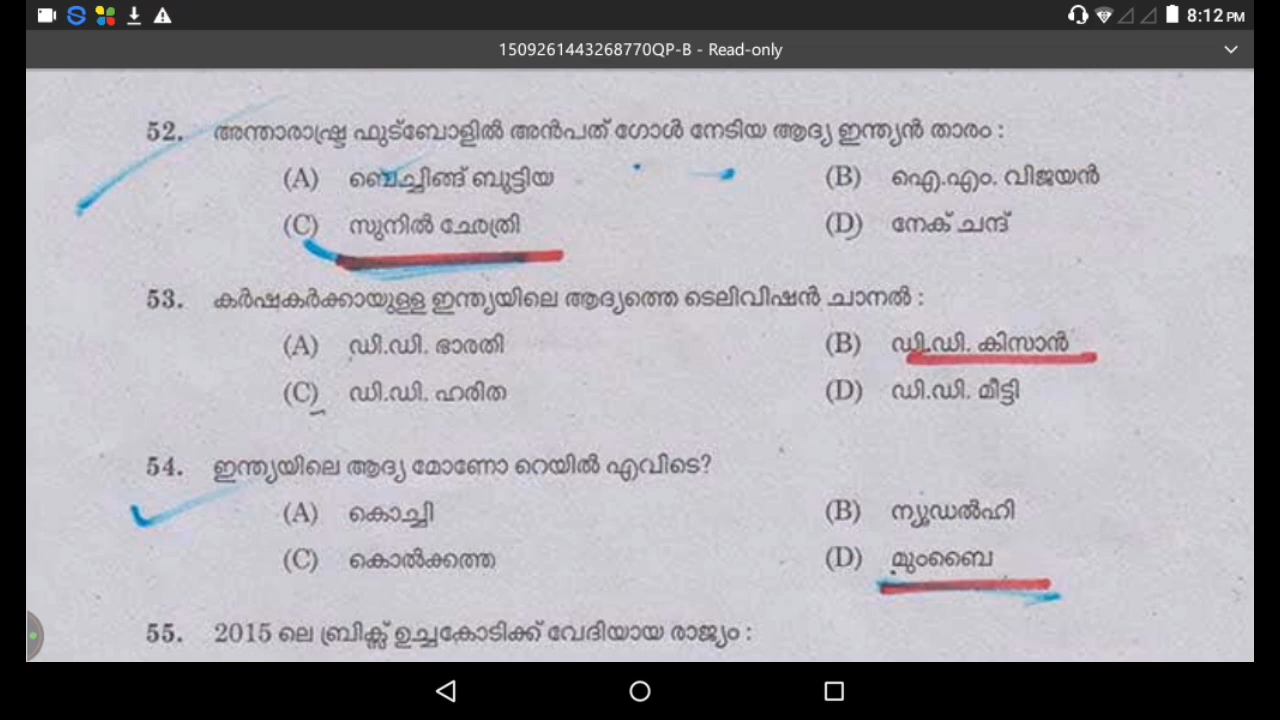 8:12 PM
1509261443268770QP-B - Read-only
52. അന്താരാഷ്ട്ര ഫുട്ബോളിൽ അൻപത് ഗോൾ നേടിയ ആദ്യ ഇന്ത്യൻ താരം :
(A) ബെച്ചിങ്ങ് ബൂട്ടിയ (B) ഐ.എം. വിജയൻ
(C) സുനിൽ ഛേത്രി (D) നേക് ചന്ദ്
53. കർഷകർക്കായുള്ള ഇന്ത്യയിലെ ആദ്യത്തെ ടെലിവിഷൻ ചാനൽ :
(A) ഡി.ഡി. ഭാരതി (B) ഡി.ഡി. കിസാൻ
(C) ഡി.ഡി. ഹരിത (D) ഡി.ഡി. മീട്ടി
54. ഇന്ത്യയിലെ ആദ്യ മോണോ റെയിൽ എവിടെ?
(A) കൊച്ചി (B) ന്യൂഡൽഹി
(C) കൊൽക്കത്ത (D) മുംബൈ
55. 2015 ലെ ബ്രിക്സ് ഉച്ചകോടിക്ക് വേദിയായ രാജ്യം :